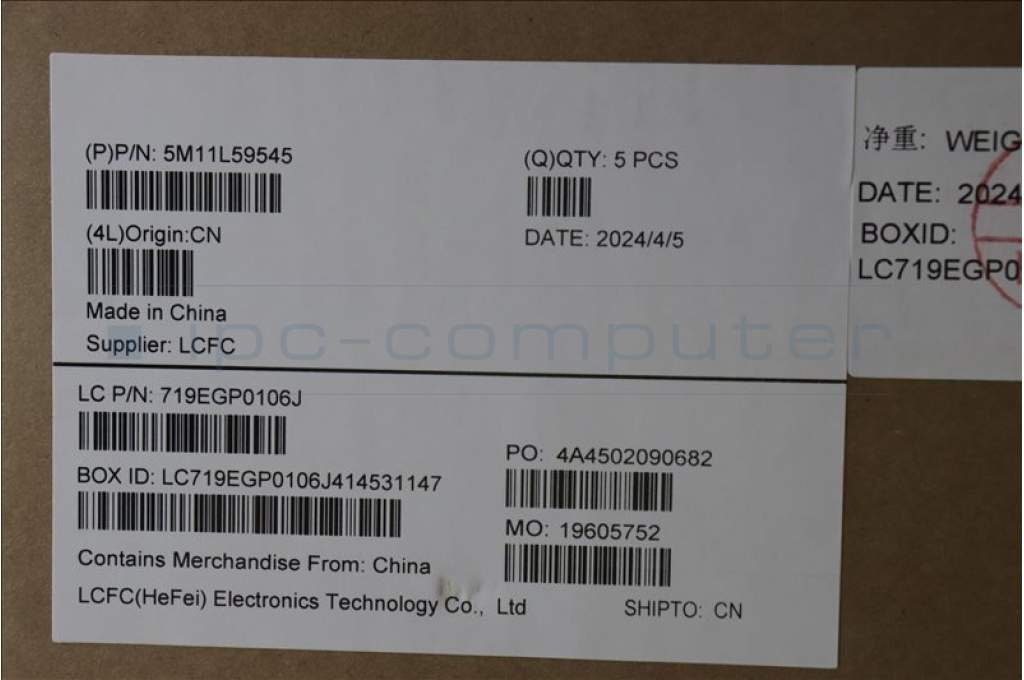 (P)P/N: 5M11L59545
(Q)QTY: 5 PCS
(4L)Origin:CN
DATE: 2024/4/5
Made in China
Supplier: LCFC
ipc-computer
LC P/N: 719EGP0106J
PO: 4A4502090682
BOX ID: LC719EGP0106J414531147
MO: 19605752
Contains Merchandise From: China
LCFC(HeFei) Electronics Technology Co., Ltd
SHIPTO: CN
净重: WEIG
DATE: 2024
BOXID:
LC719EGP0